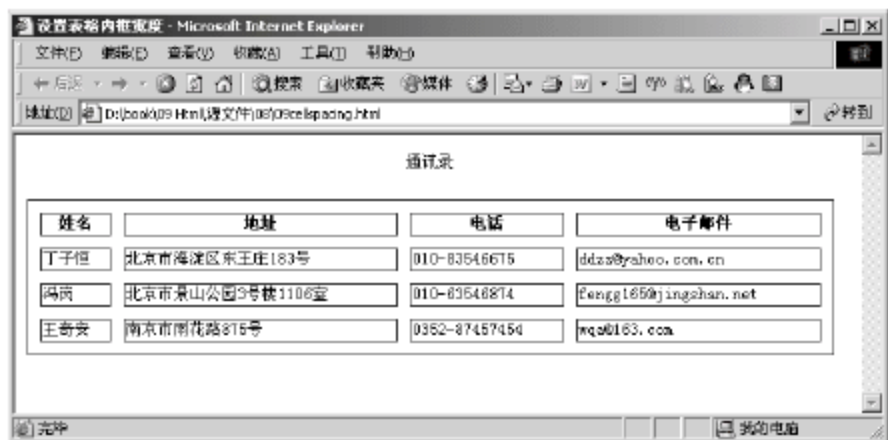 设置表格内框宽度 - Microsoft Internet Explorer
文件(F) 编辑(E) 查看(V) 收藏(A) 工具(T) 帮助(H)
后退 搜索 收藏夹 媒体
地址(D) D:\book\09 Html\源文件\08\09cellspacing.html 转到
通讯录
姓名 地址 电话 电子邮件
丁子恒 北京市海淀区东王庄183号 010-83546675 ddzz@yahoo.com.cn
冯茵 北京市景山公园3号楼1106室 010-63546874 fengg165@jingshan.net
王奇安 南京市雨花路875号 0352-87457454 wqa@163.com
完毕 我的电脑